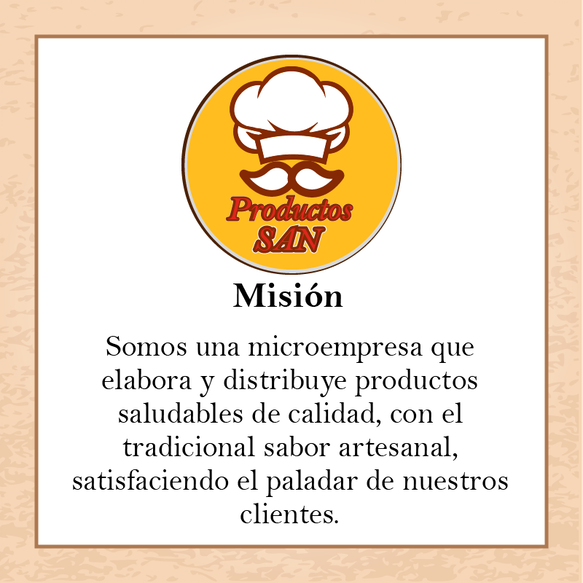 Productos
SAN
Misión
Somos una microempresa que
elabora y distribuye productos
saludables de calidad, con el
tradicional sabor artesanal,
satisfaciendo el paladar de nuestros
clientes.